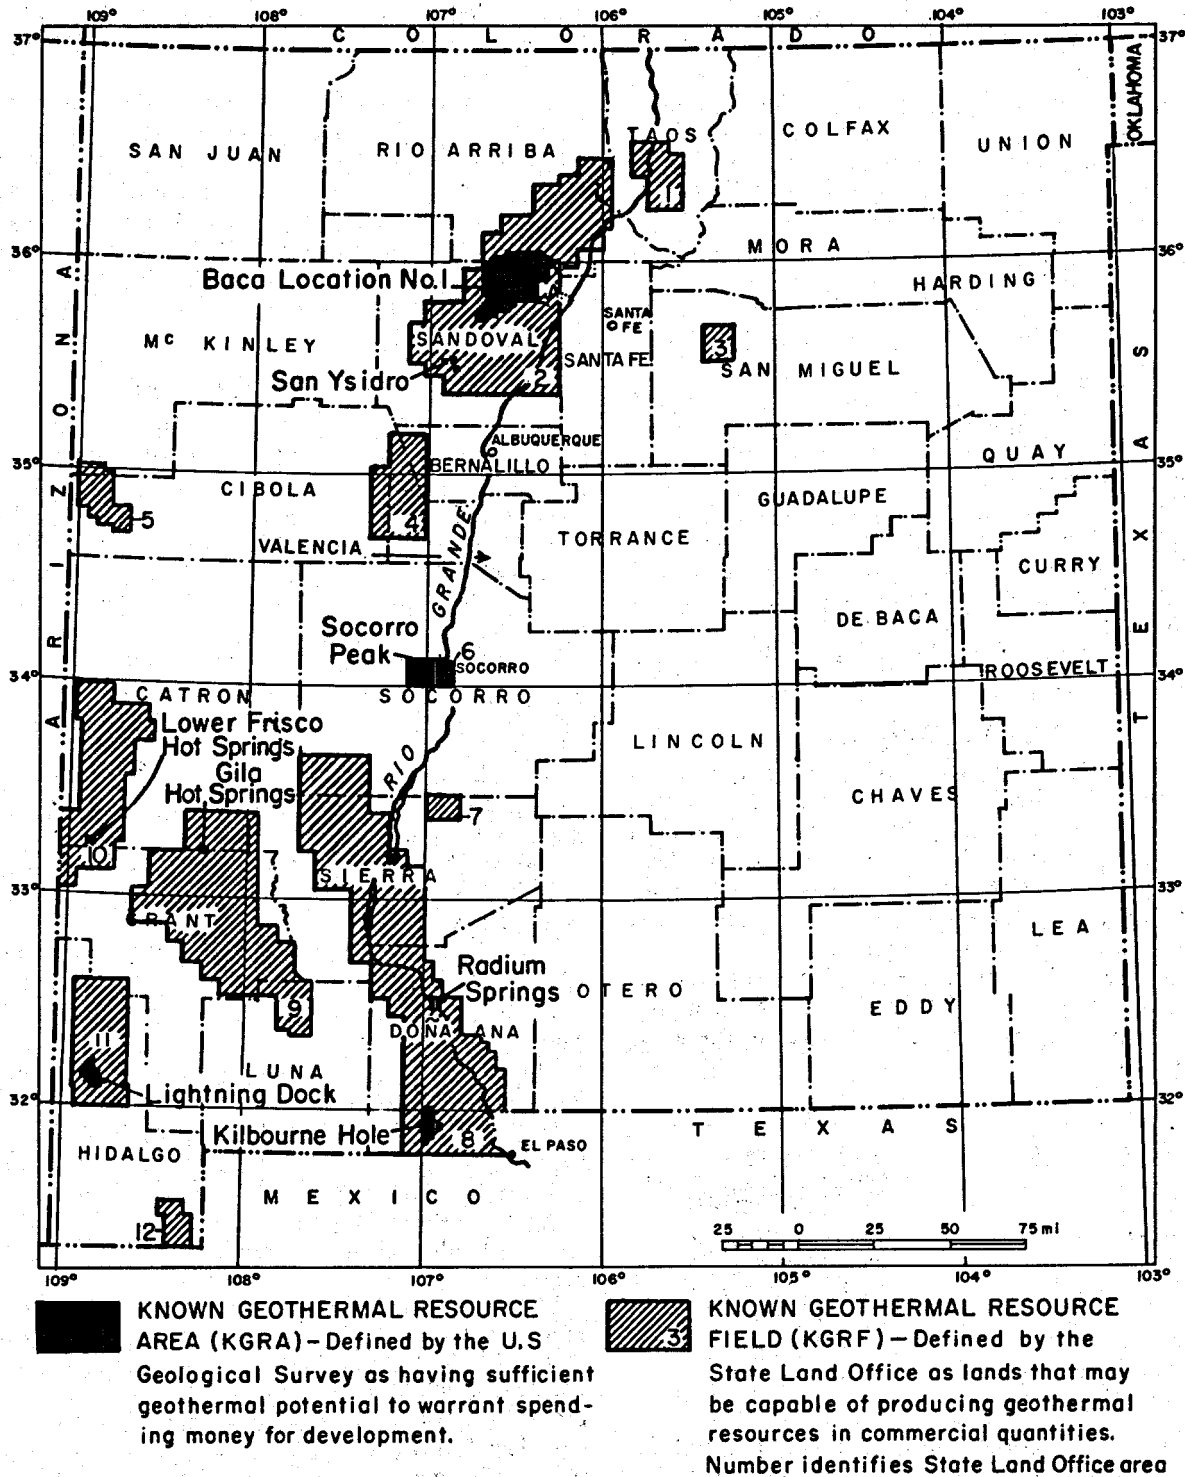 109° 108° 107° 106° 105° 104° 103°
37° C O L O R A D O 37°
OKLAHOMA
TAOS
COLFAX
UNION
SAN JUAN
RIO ARRIBA
1
36° 36°
MORA
Baca Location No.1
HARDING
SANTA FE
ARIZONA
Mc KINLEY
SANDOVAL
SANTA FE
3
SAN MIGUEL
San Ysidro
2
ALBUQUERQUE
35° BERNALILLO QUAY 35°
CIBOLA
GUADALUPE
5
4
TEXAS
VALENCIA
TORRANCE
CURRY
RIO GRANDE
DE BACA
Socorro
Peak
6
SOCORRO
ROOSEVELT
34° 34°
CATRON
SOCORRO
Lower Frisco
Hot Springs
LINCOLN
Gila
Hot Springs
CHAVES
7
10
SIERRA
33° 33°
GRANT
LEA
Radium
Springs
OTERO
EDDY
9
DOÑA ANA
11
LUNA
Lightning Dock
32° 32°
Kilbourne Hole
8
T E X A S
EL PASO
HIDALGO
M E X I C O
12
25 0 25 50 75 mi
109° 108° 107° 106° 105° 104° 103°
KNOWN GEOTHERMAL RESOURCE
AREA (KGRA) – Defined by the U.S
Geological Survey as having sufficient
geothermal potential to warrant spend-
ing money for development.
3
KNOWN GEOTHERMAL RESOURCE
FIELD (KGRF) – Defined by the
State Land Office as lands that may
be capable of producing geothermal
resources in commercial quantities.
Number identifies State Land Office area